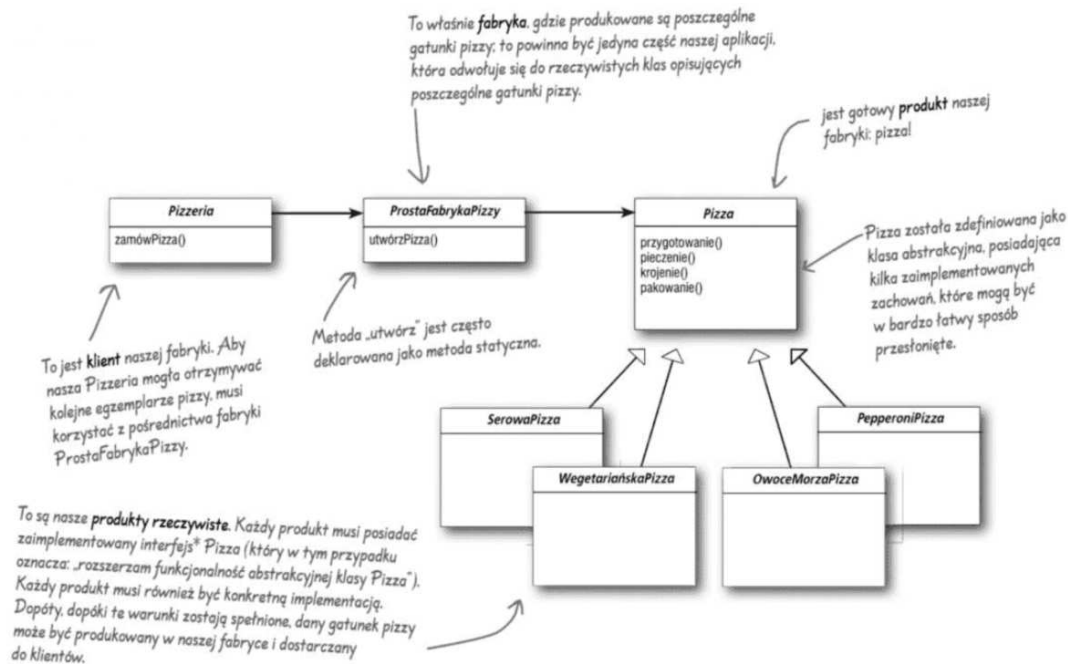 To właśnie fabryka, gdzie produkowane są poszczególne
gatunki pizzy; to powinna być jedyna część naszej aplikacji,
która odwołuje się do rzeczywistych klas opisujących
poszczególne gatunki pizzy.
jest gotowy produkt naszej
fabryki: pizza!
Pizzeria
zamówPizza()
ProstaFabrykaPizzy
utwórzPizza()
Pizza
przygotowanie()
pieczenie()
krojenie()
pakowanie()
Pizza została zdefiniowana jako
klasa abstrakcyjna, posiadająca
kilka zaimplementowanych
zachowań, które mogą być
w bardzo łatwy sposób
przesłonięte.
To jest klient naszej fabryki. Aby
nasza Pizzeria mogła otrzymywać
kolejne egzemplarze pizzy, musi
korzystać z pośrednictwa fabryki
ProstaFabrykaPizzy.
Metoda „utwórz” jest często
deklarowana jako metoda statyczna.
SerowaPizza
PepperoniPizza
WegetariańskaPizza
OwoceMorzaPizza
To są nasze produkty rzeczywiste. Każdy produkt musi posiadać
zaimplementowany interfejs* Pizza (który w tym przypadku
oznacza: „rozszerzam funkcjonalność abstrakcyjnej klasy Pizza”).
Każdy produkt musi również być konkretną implementacją.
Dopóty, dopóki te warunki zostają spełnione, dany gatunek pizzy
może być produkowany w naszej fabryce i dostarczany
do klientów.